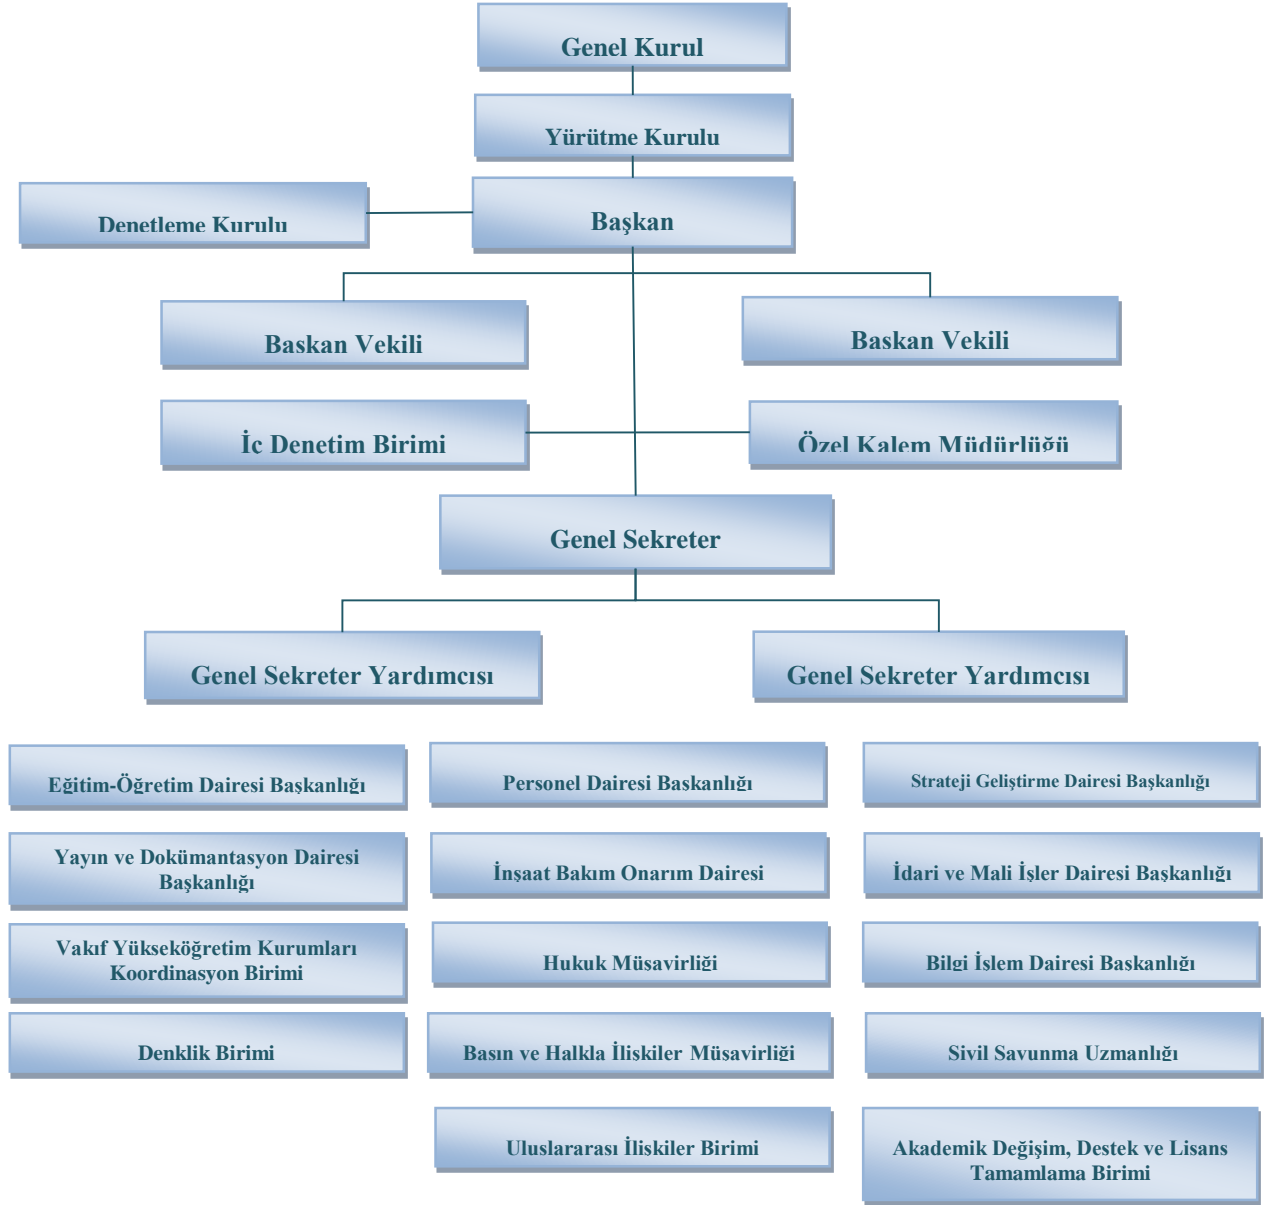 Genel Kurul
Yürütme Kurulu
Denetleme Kurulu
Başkan
Baskan Vekili
Baskan Vekili
İc Denetim Birimi
Özel Kalem Müdürlüğü
Genel Sekreter
Genel Sekreter Yardımcısı
Genel Sekreter Yardımcısı
Eğitim-Öğretim Dairesi Başkanlığı
Personel Dairesi Baskanlığı
Strateji Geliştirme Dairesi Başkanlığı
Yayın ve Dokümantasyon Dairesi
Başkanlığı
İnşaat Bakım Onarım Dairesi
İdari ve Mali İşler Dairesi Başkanlığı
Vakıf Yükseköğretim Kurumları
Koordinasyon Birimi
Hukuk Müsavirliği
Bilgi İslem Dairesi Baskanlığı
Denklik Birimi
Basın ve Halkla İliskiler Müsavirliği
Sivil Savunma Uzmanlığı
Uluslararası İliskiler Birimi
Akademik Değişim, Destek ve Lisans
Tamamlama Birimi